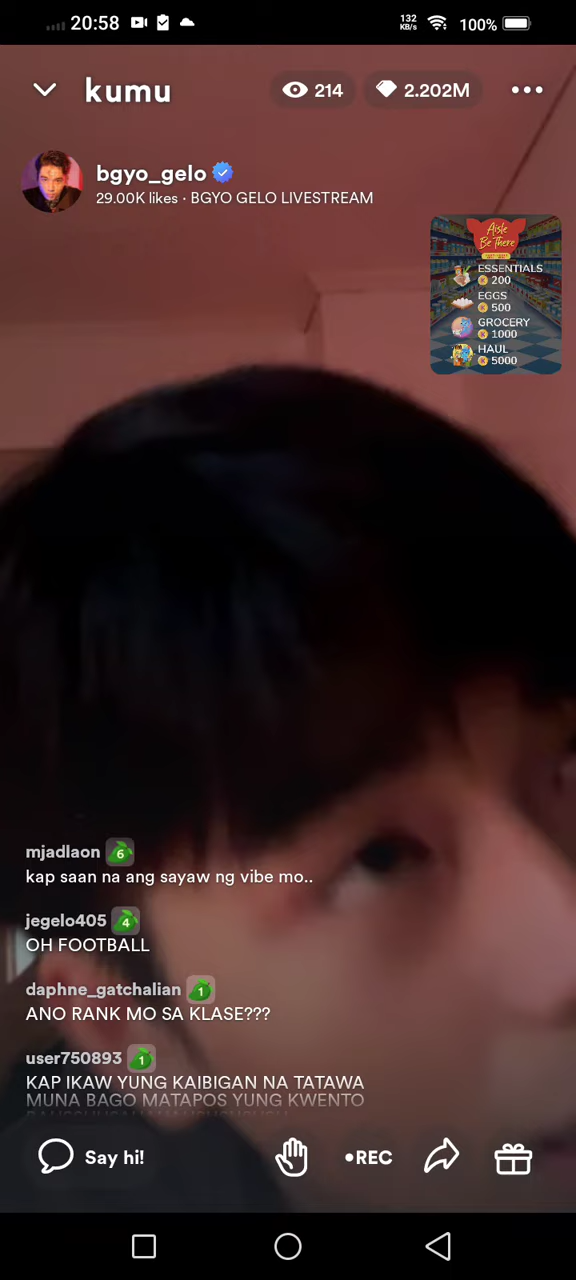 20:58
132
KB/s
100%
kumu
214
2.202M
bgyo_gelo
29.00K likes · BGYO GELO LIVESTREAM
Aisle
Be There
ESSENTIALS
200
EGGS
500
GROCERY
1000
HAUL
5000
mjadlaon 6
kap saan na ang sayaw ng vibe mo..
jegelo405 4
OH FOOTBALL
daphne_gatchalian 1
ANO RANK MO SA KLASE???
user750893 1
KAP IKAW YUNG KAIBIGAN NA TATAWA
MUNA BAGO MATAPOS YUNG KWENTO
Say hi!
•REC